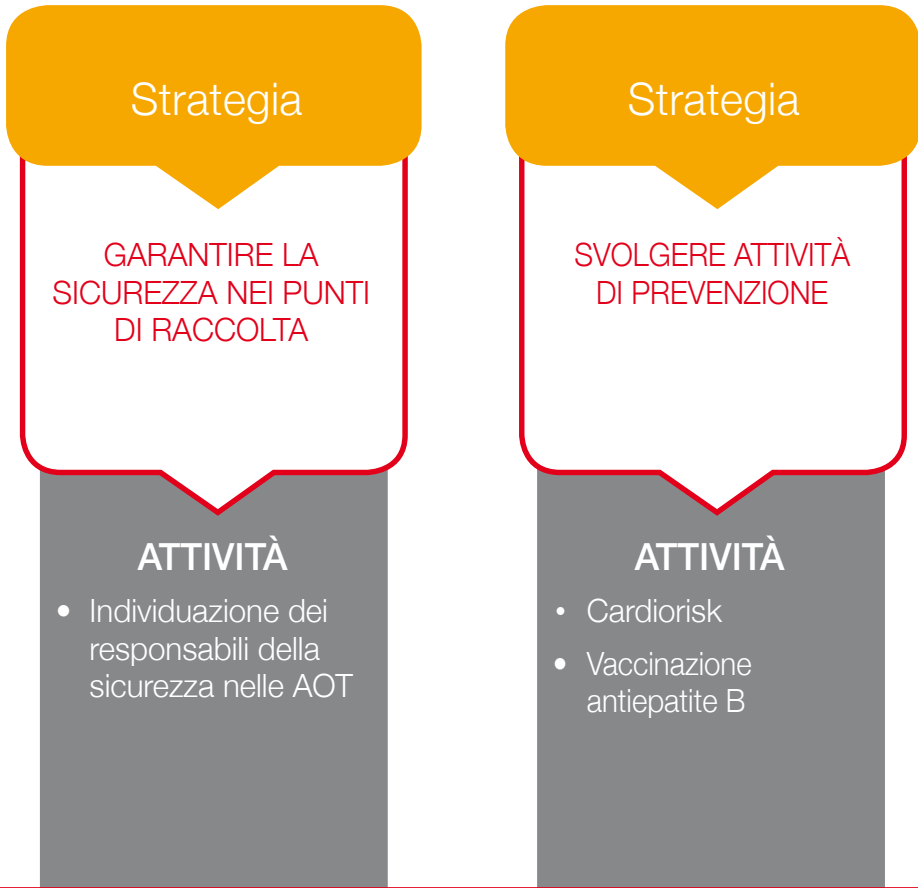 Strategia
GARANTIRE LA
SICUREZZA NEI PUNTI
DI RACCOLTA
ATTIVITÀ
• Individuazione dei
responsabili della
sicurezza nelle AOT
Strategia
SVOLGERE ATTIVITÀ
DI PREVENZIONE
ATTIVITÀ
• Cardiorisk
• Vaccinazione
antiepatite B